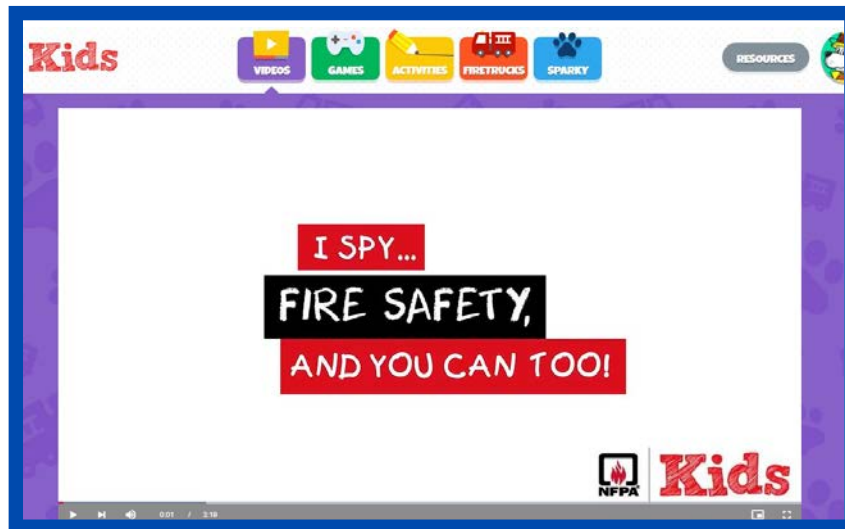 Kids
VIDEOS
GAMES
ACTIVITIES
FIRETRUCKS
SPARKY
RESOURCES
I SPY...
FIRE SAFETY,
AND YOU CAN TOO!
NFPA
Kids
0:01 / 3:19